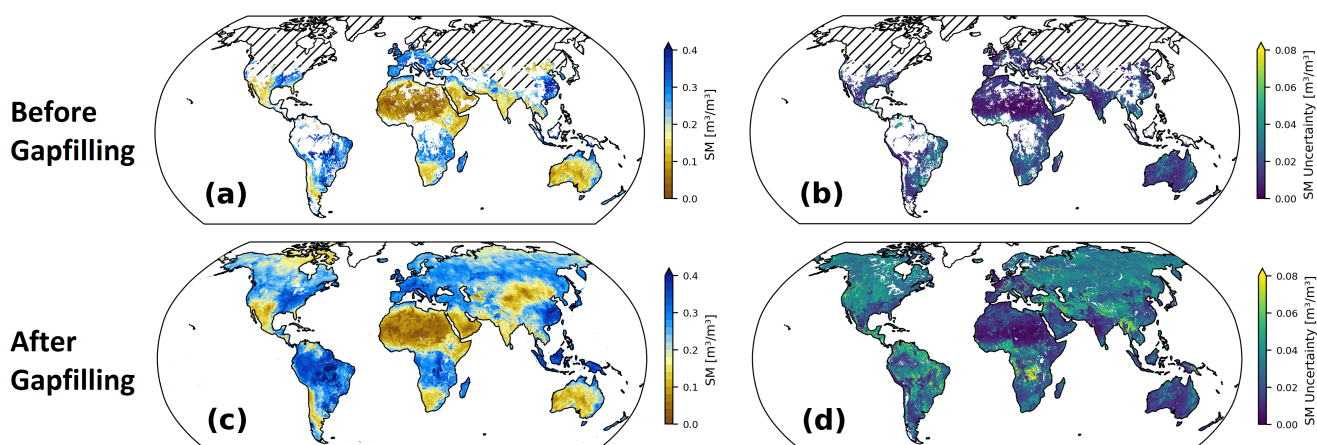 Before
Gapfilling
(a)
0.4
0.3
0.2
0.1
0.0
SM [m³/m³]
(b)
0.08
0.06
0.04
0.02
0.00
SM Uncertainty [m³/m³]
After
Gapfilling
(c)
0.4
0.3
0.2
0.1
0.0
SM [m³/m³]
(d)
0.08
0.06
0.04
0.02
0.00
SM Uncertainty [m³/m³]